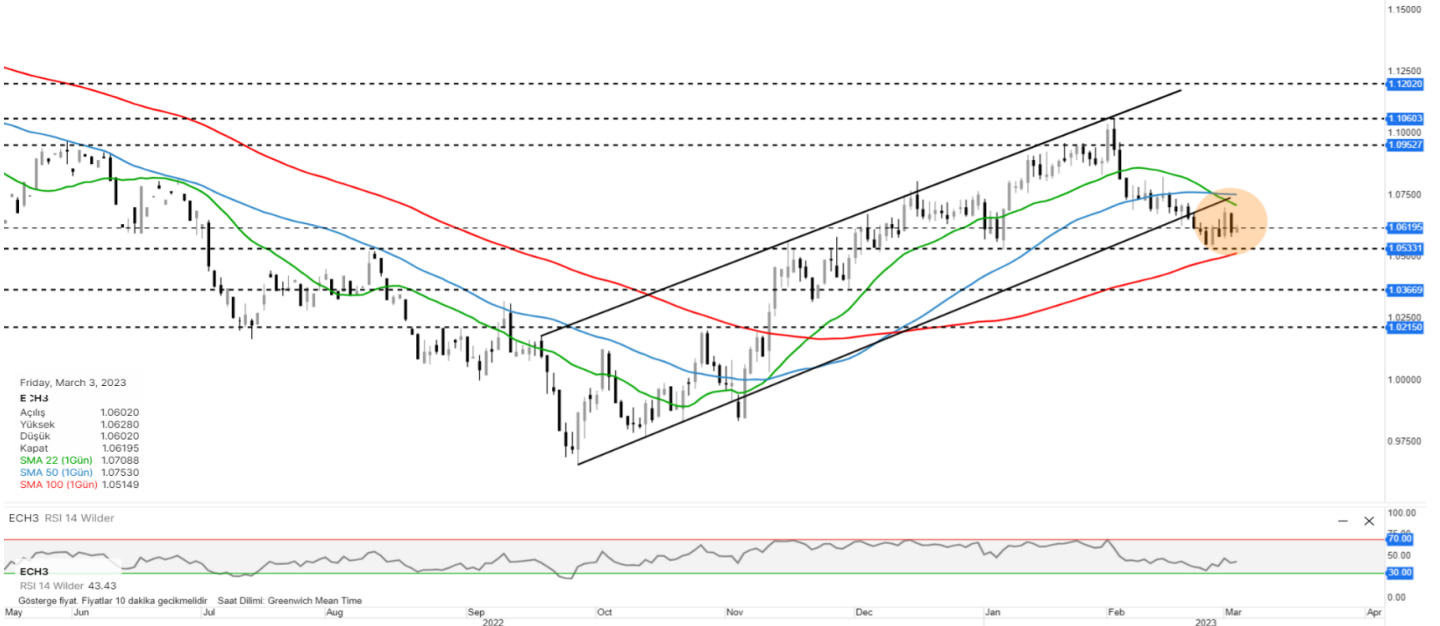 1.15000
1.12500
1.12020
1.10603
1.10000
1.09527
1.07500
1.06195
1.05331
1.05000
1.03669
1.02500
1.02150
1.00000
0.97500
Friday, March 3, 2023
ECH3
Açılış 1.06020
Yüksek 1.06280
Düşük 1.06020
Kapat 1.06195
SMA 22 (1Gün) 1.07088
SMA 50 (1Gün) 1.07530
SMA 100 (1Gün) 1.05149
ECH3 RSI 14 Wilder
100.00
75.00
70.00
50.00
30.00
0.00
ECH3
RSI 14 Wilder 43.43
Gösterge fiyat. Fiyatlar 10 dakika gecikmelidir Saat Dilimi: Greenwich Mean Time
May Jun Jul Aug Sep Oct Nov Dec Jan Feb Mar Apr
2022 2023